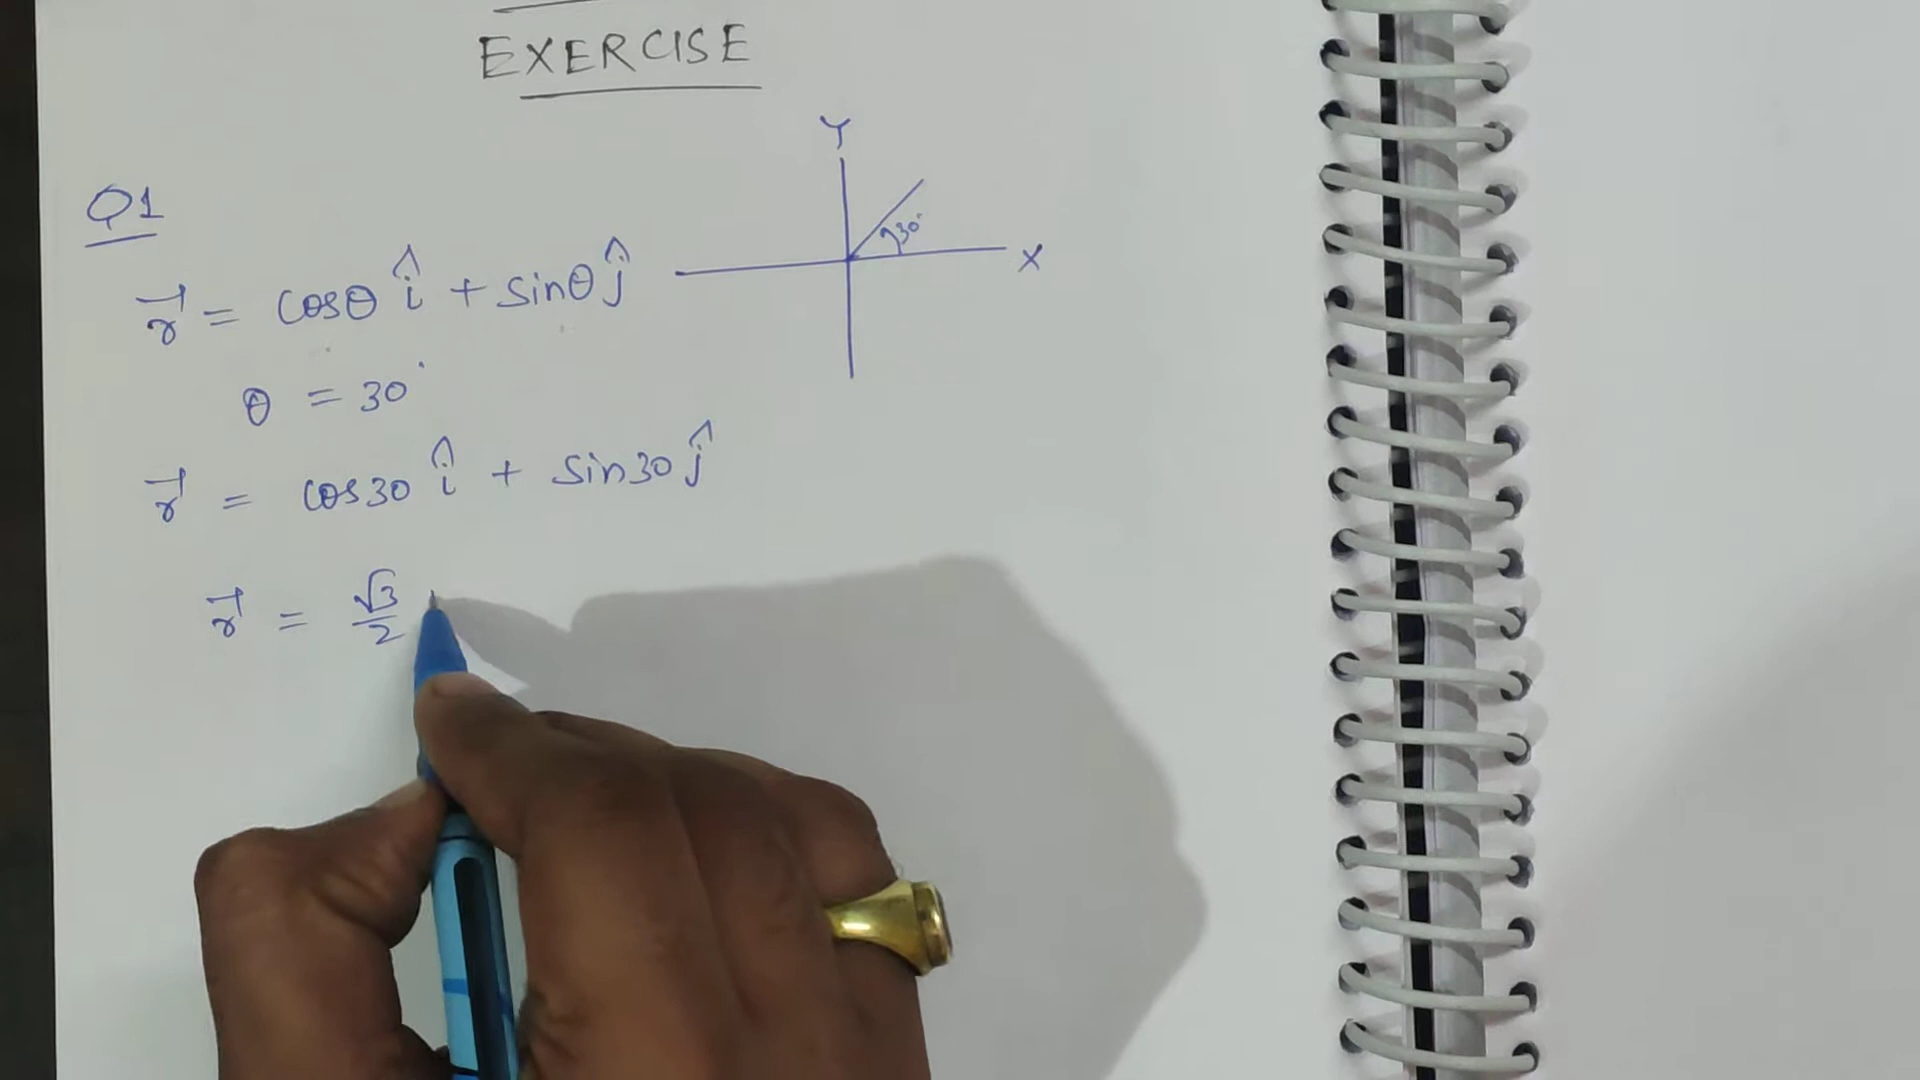 EXERCISE
Q1
Y
30°
X
r⃗ = cosθ î + sinθ ĵ
θ = 30°
r⃗ = cos30 î + sin30 ĵ
r⃗ = √3/2